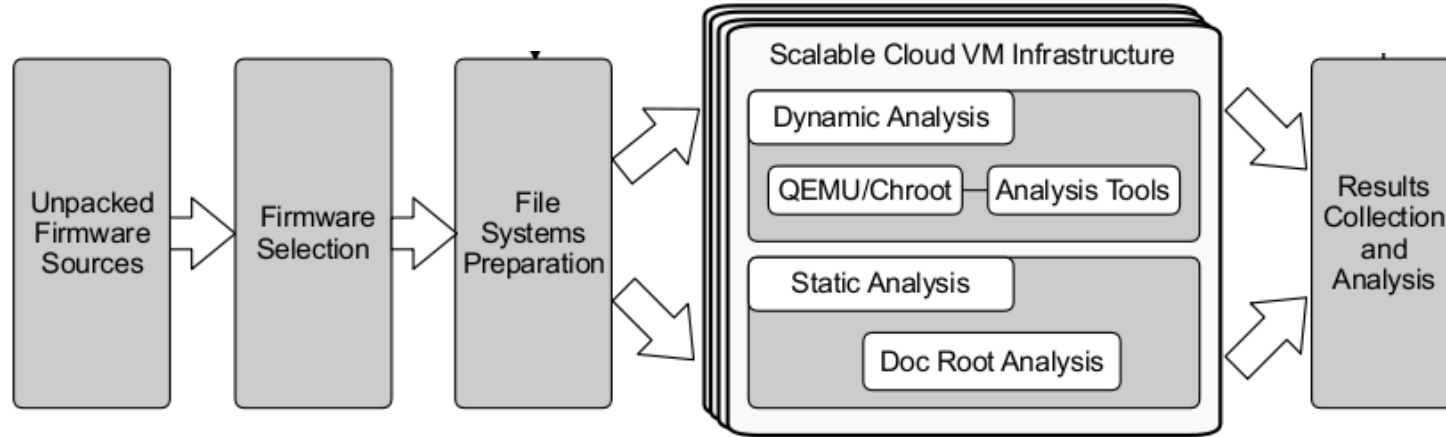 Unpacked
Firmware
Sources
Firmware
Selection
File
Systems
Preparation
Scalable Cloud VM Infrastructure
Dynamic Analysis
QEMU/Chroot
Analysis Tools
Static Analysis
Doc Root Analysis
Results
Collection
and
Analysis